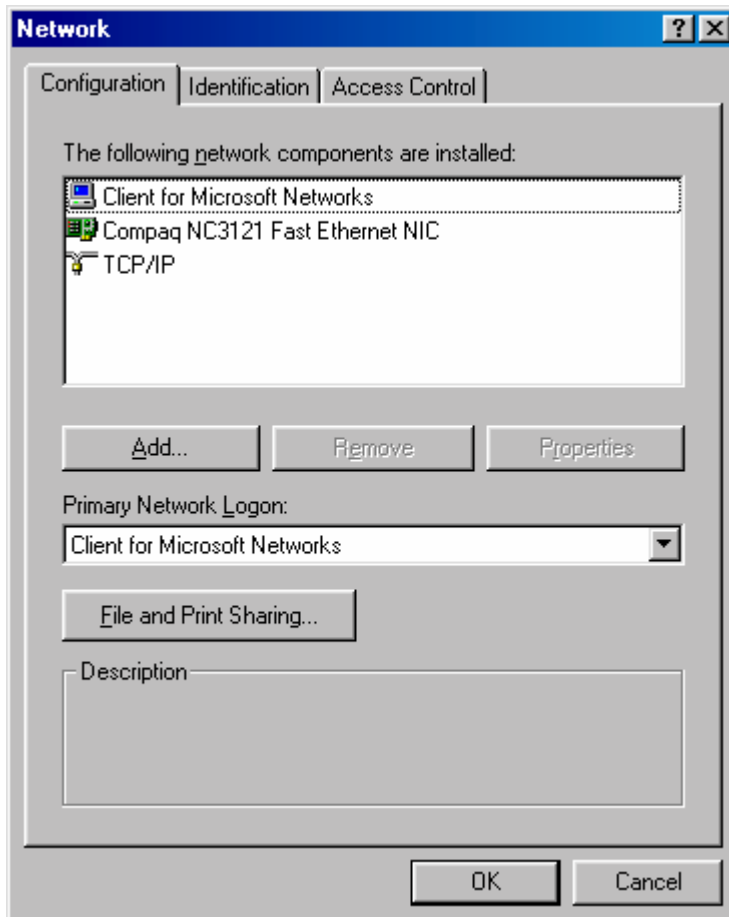 Network
Configuration Identification Access Control
The following network components are installed:
Client for Microsoft Networks
Compaq NC3121 Fast Ethernet NIC
TCP/IP
Add... Remove Properties
Primary Network Logon:
Client for Microsoft Networks
File and Print Sharing...
Description
OK Cancel